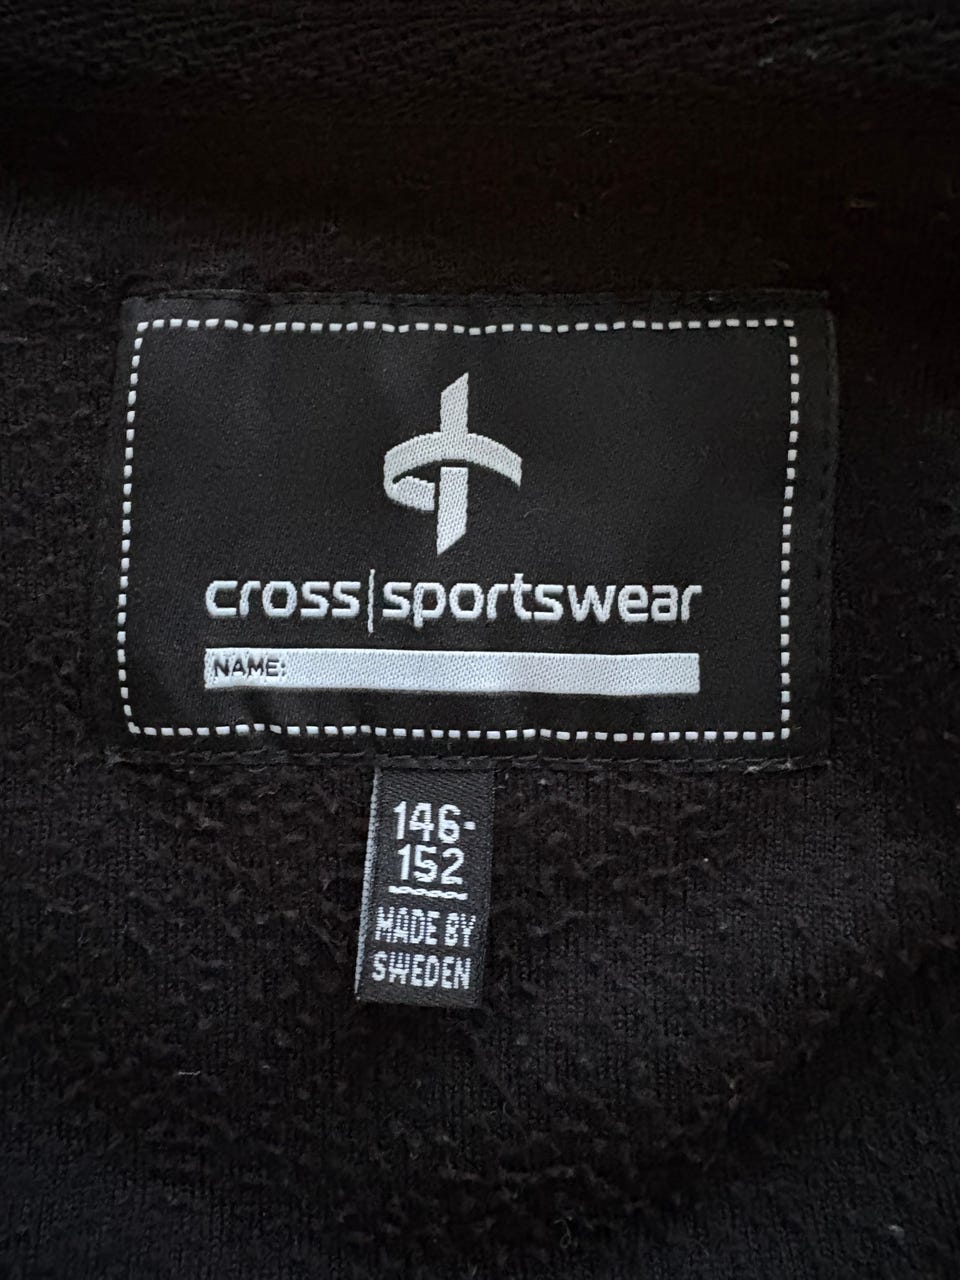 cross|sportswear
NAME:
146-
152
MADE BY
SWEDEN